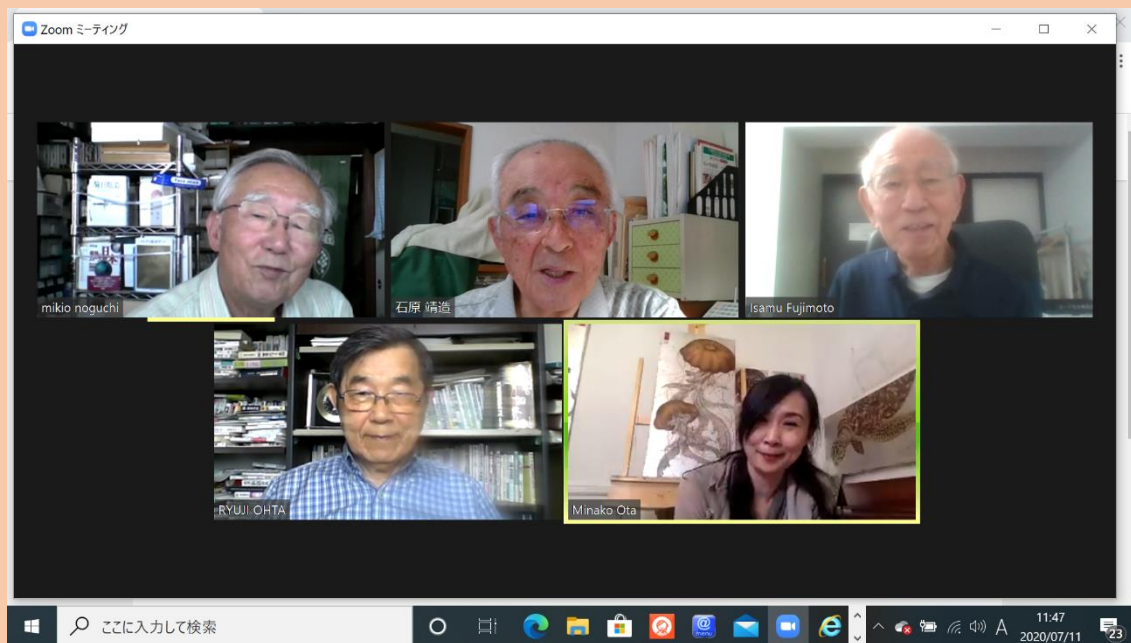 Zoom ミーティング
mikio noguchi
石原 靖造
Isamu Fujimoto
RYUJI OHTA
Minako Ota
ここに入力して検索
@
menu
A
11:47
2020/07/11
23